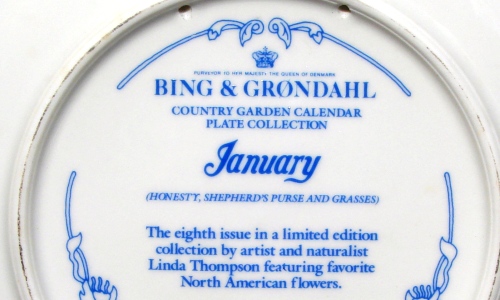 PURVEYOR TO HER MAJESTY THE QUEEN OF DENMARK
BING & GRØNDAHL
COUNTRY GARDEN CALENDAR
PLATE COLLECTION
January
(HONESTY, SHEPHERD'S PURSE AND GRASSES)
The eighth issue in a limited edition
collection by artist and naturalist
Linda Thompson featuring favorite
North American flowers.